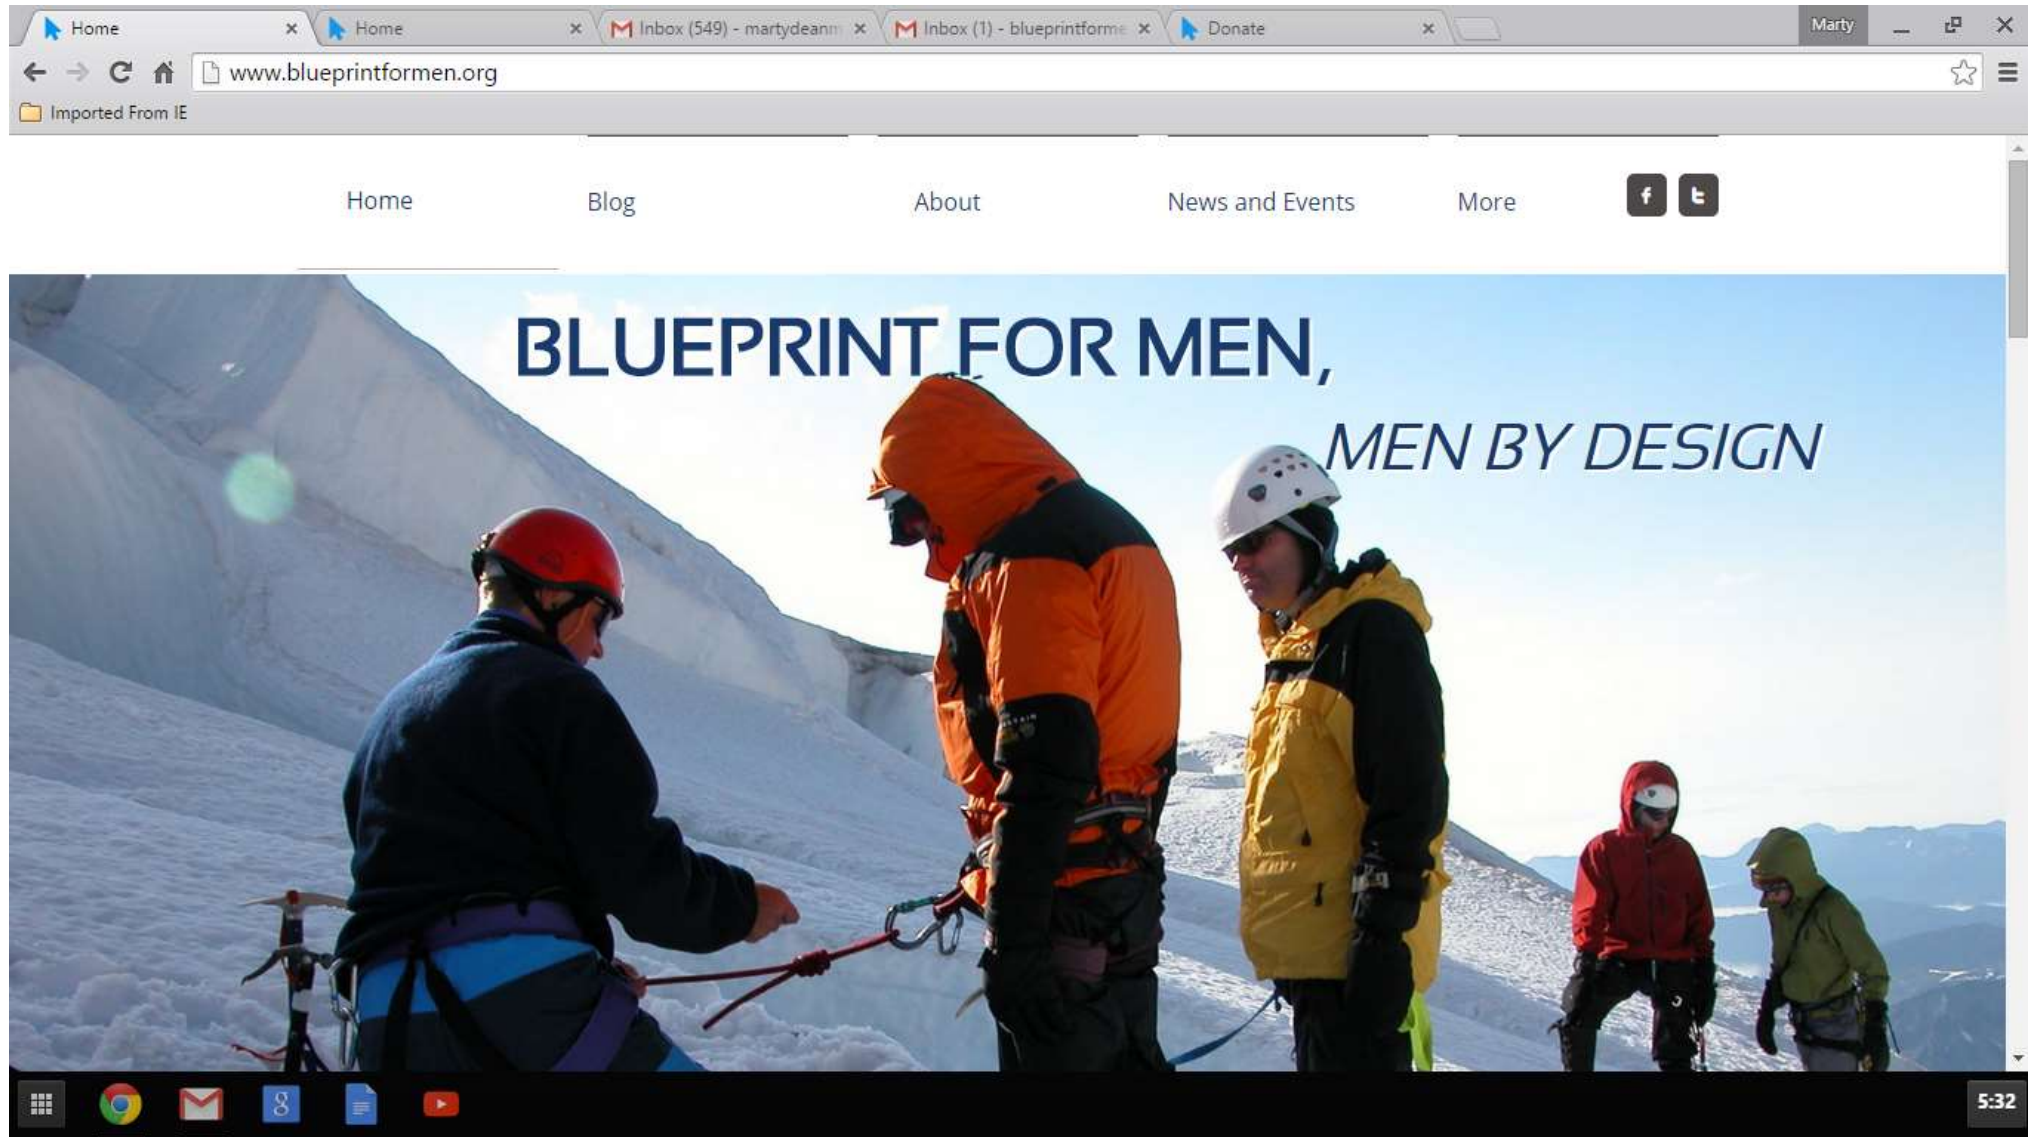 Home
Home
Inbox (549) - martydeanm
Inbox (1) - blueprintforme
Donate
Marty
www.blueprintformen.org
Imported From IE
Home
Blog
About
News and Events
More
BLUEPRINT FOR MEN,
MEN BY DESIGN
5:32